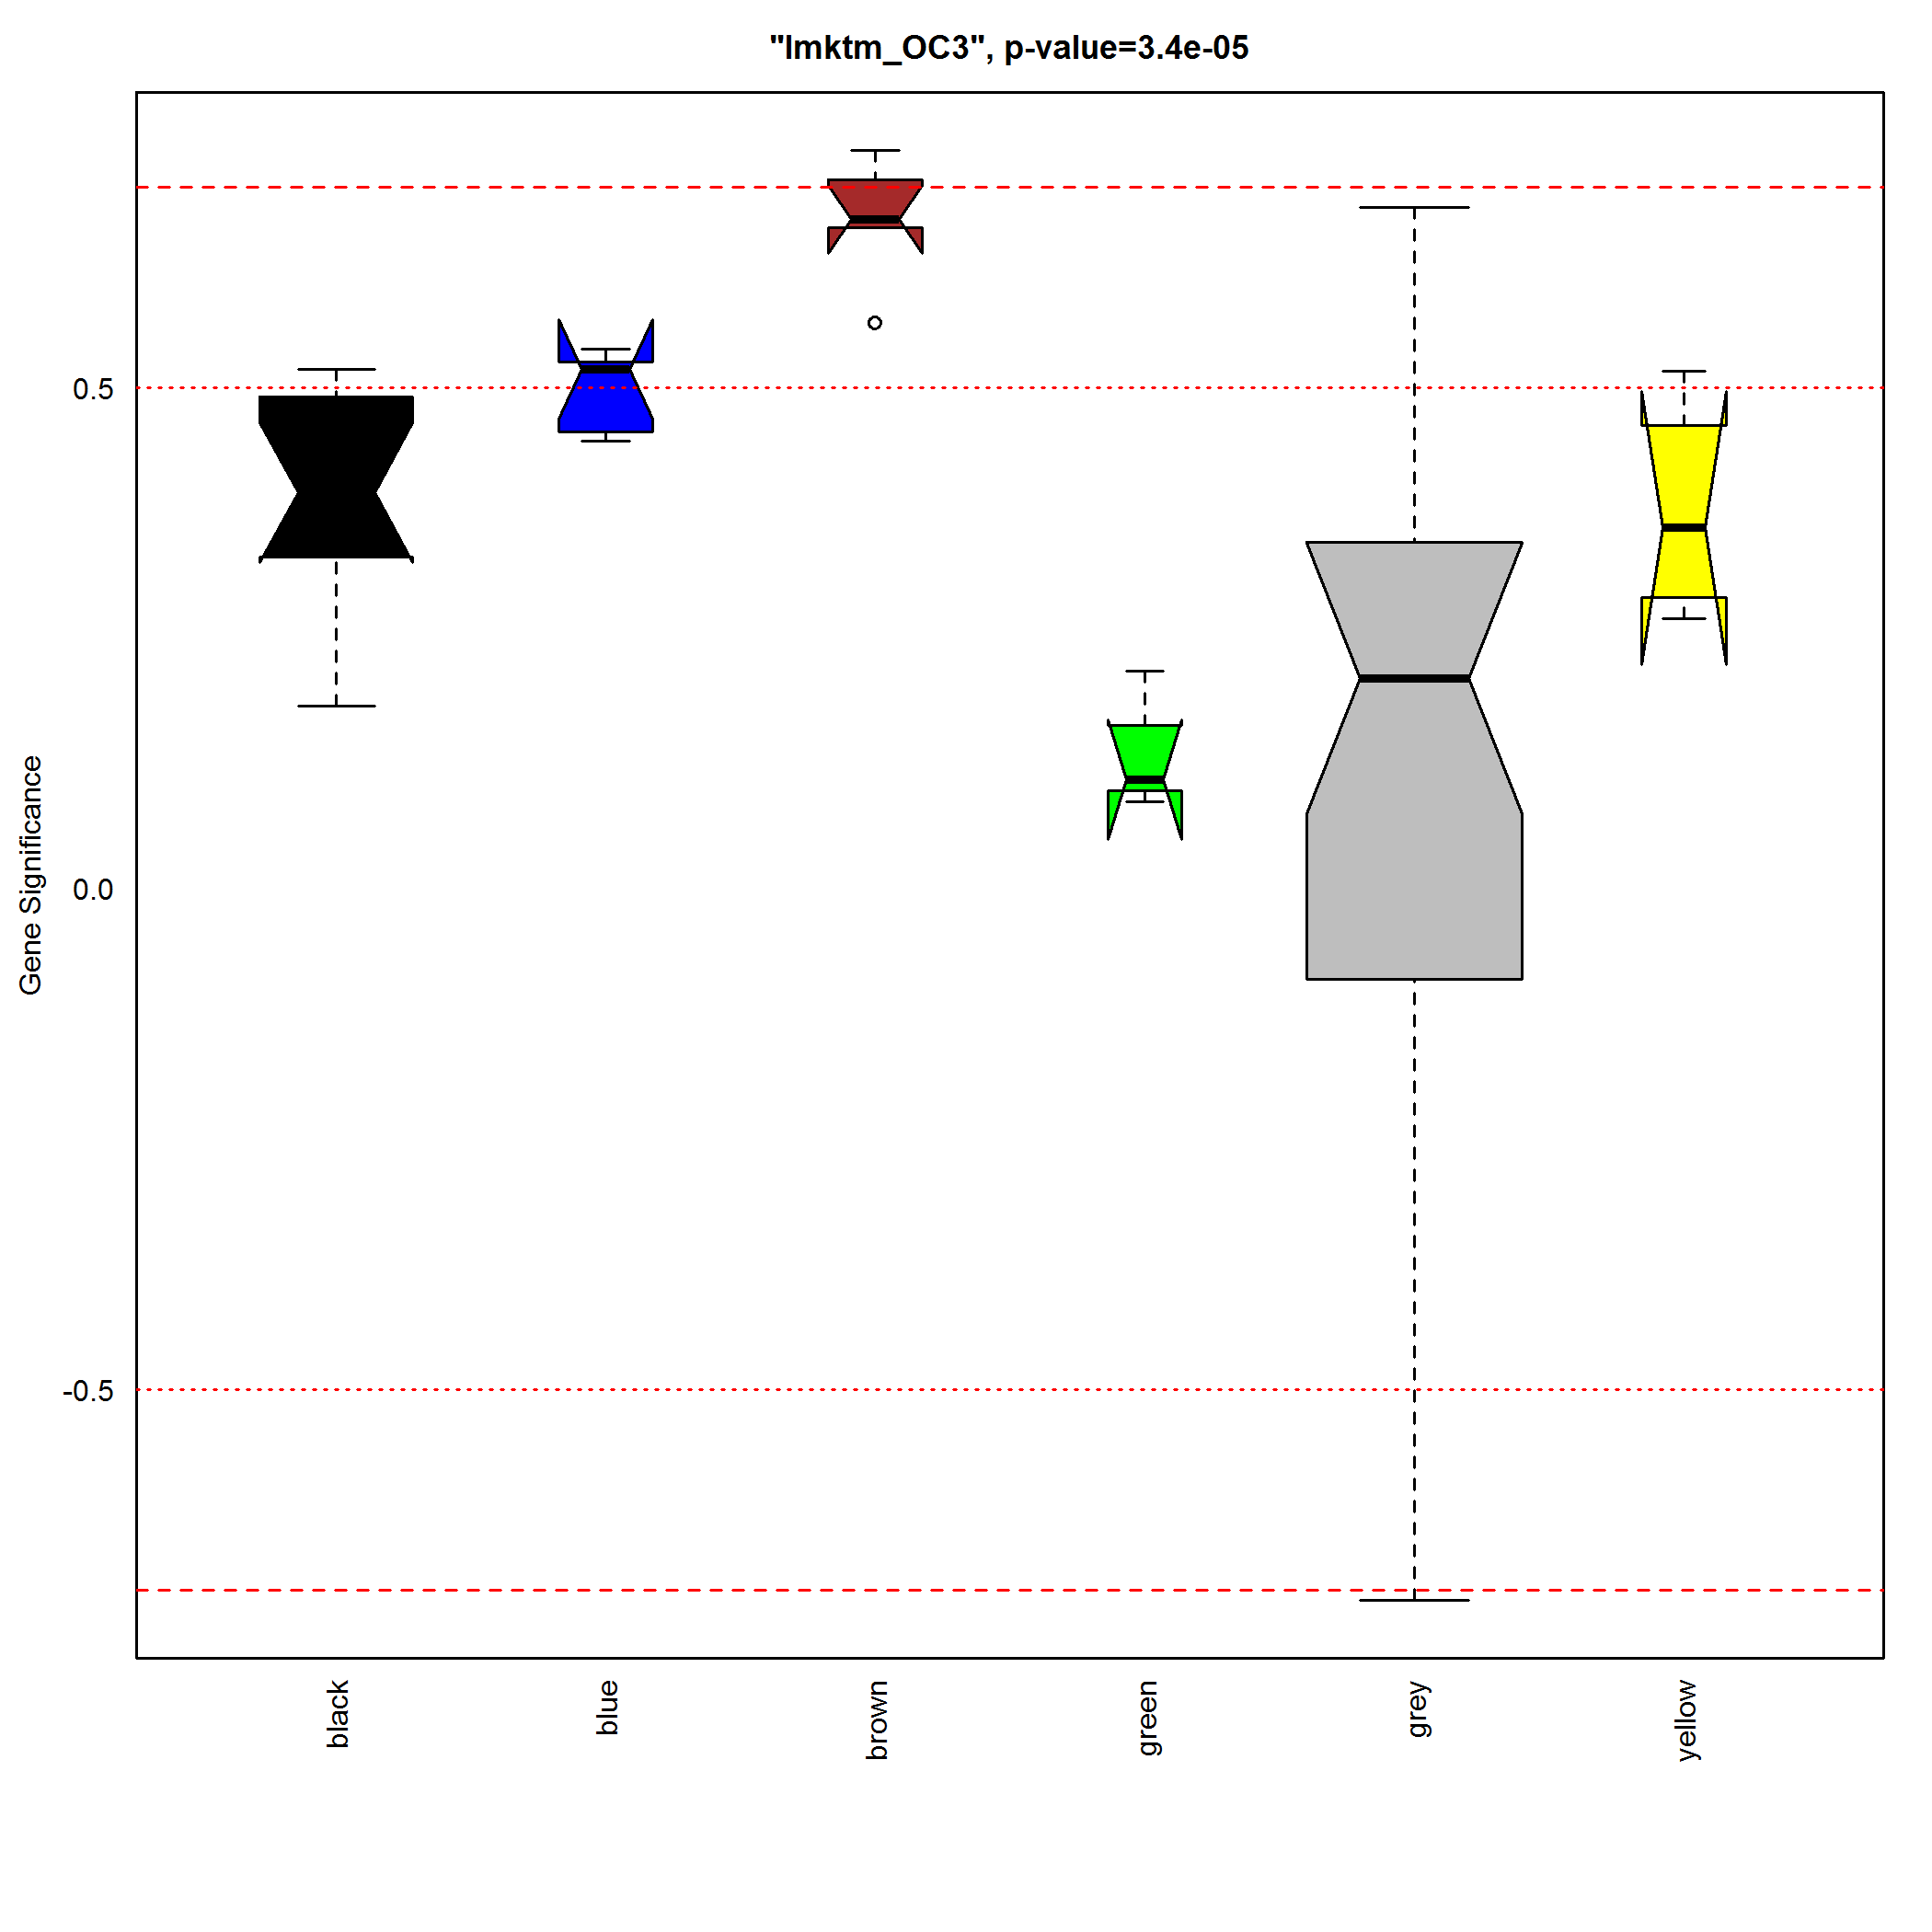 "lmktm_OC3", p-value=3.4e-05
Gene Significance
0.5
0.0
-0.5
black
blue
brown
green
grey
yellow